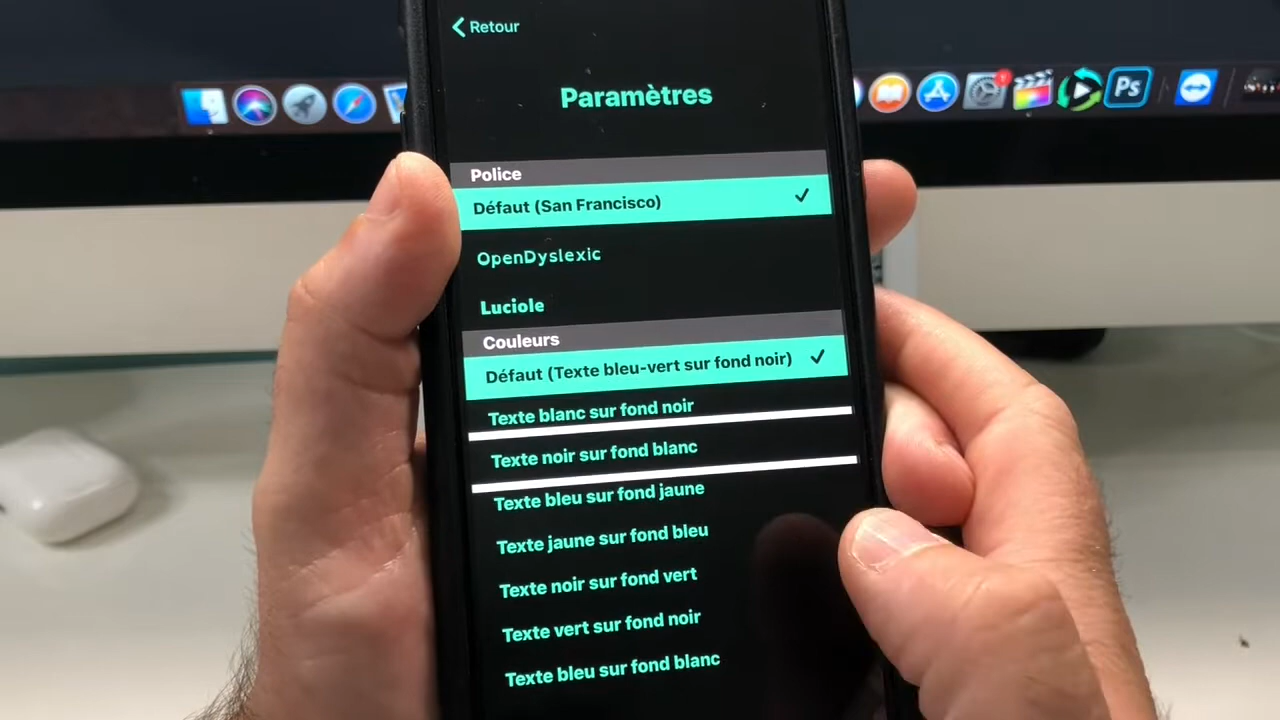 Retour
Paramètres
Police
Défaut (San Francisco)
OpenDyslexic
Luciole
Couleurs
Défaut (Texte bleu-vert sur fond noir)
Texte blanc sur fond noir
Texte noir sur fond blanc
Texte bleu sur fond jaune
Texte jaune sur fond bleu
Texte noir sur fond vert
Texte vert sur fond noir
Texte bleu sur fond blanc
Ps